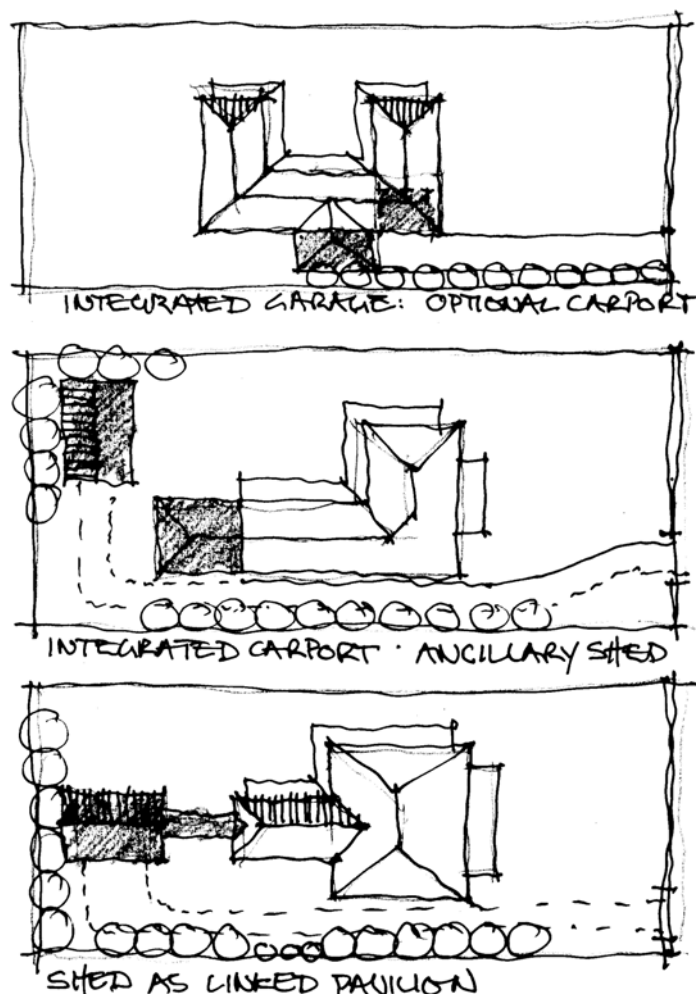 INTEGRATED GARAGE: OPTIONAL CARPORT
INTEGRATED CARPORT · ANCILLARY SHED
SHED AS LINKED PAVILION